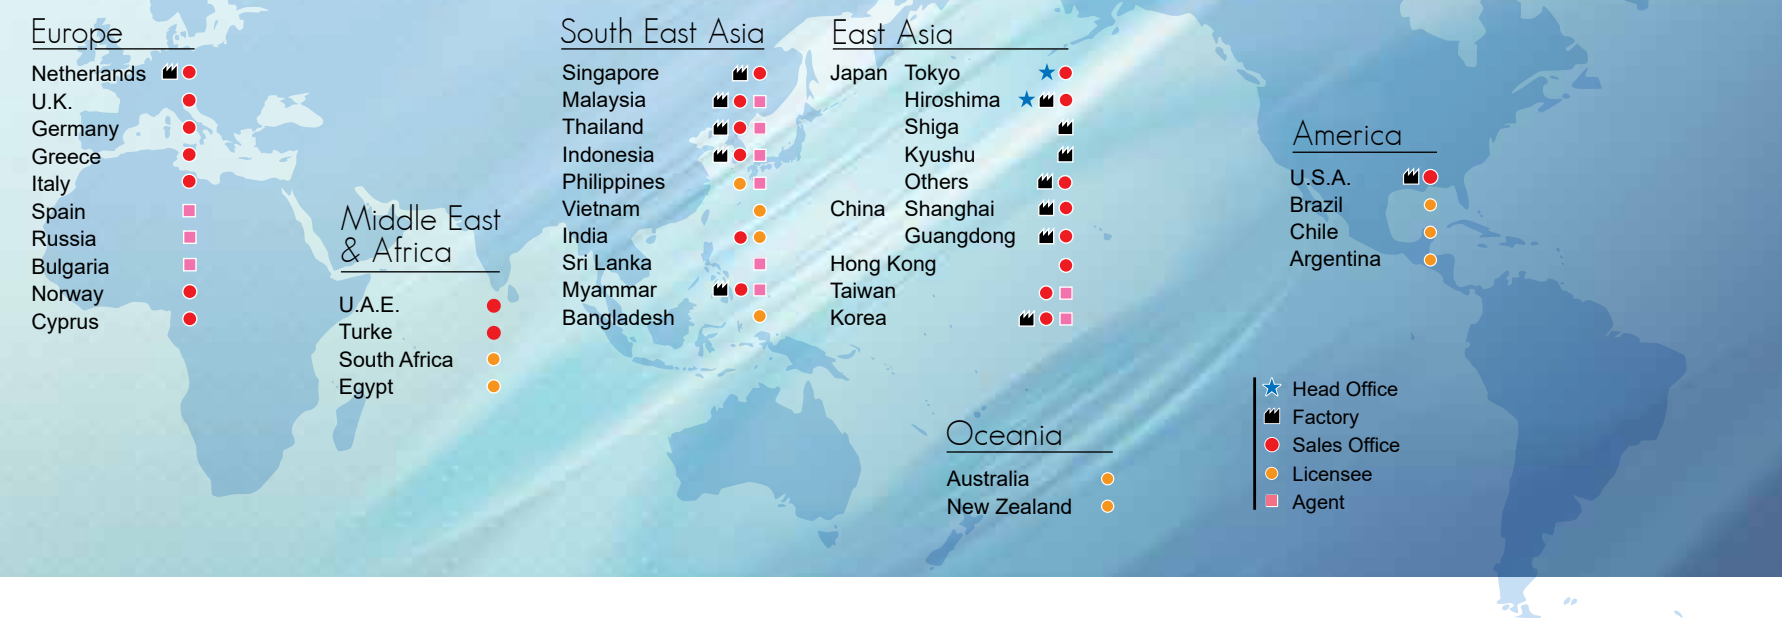 Europe
Netherlands
U.K.
Germany
Greece
Italy
Spain
Russia
Bulgaria
Norway
Cyprus
Middle East
& Africa
U.A.E.
Turke
South Africa
Egypt
South East Asia
Singapore
Malaysia
Thailand
Indonesia
Philippines
Vietnam
India
Sri Lanka
Myammar
Bangladesh
East Asia
Japan Tokyo
Hiroshima
Shiga
Kyushu
Others
China Shanghai
Guangdong
Hong Kong
Taiwan
Korea
Oceania
Australia
New Zealand
America
U.S.A.
Brazil
Chile
Argentina
Head Office
Factory
Sales Office
Licensee
Agent